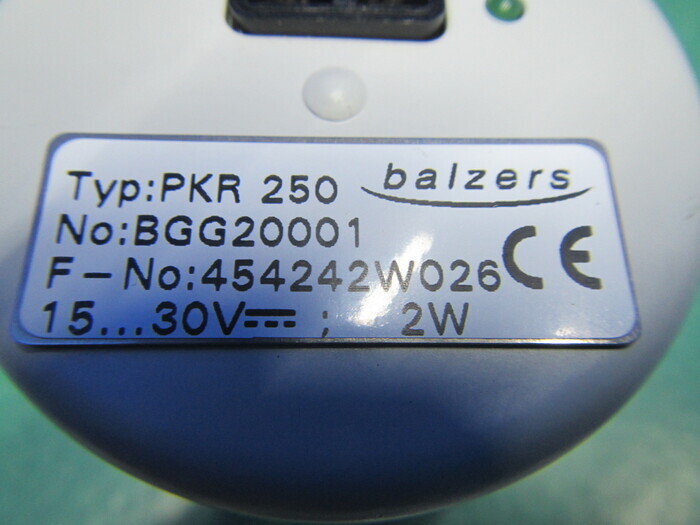 Typ:PKR 250 balzers
No:BGG20001
F-No:454242W026 CE
15...30V⎓ ; 2W